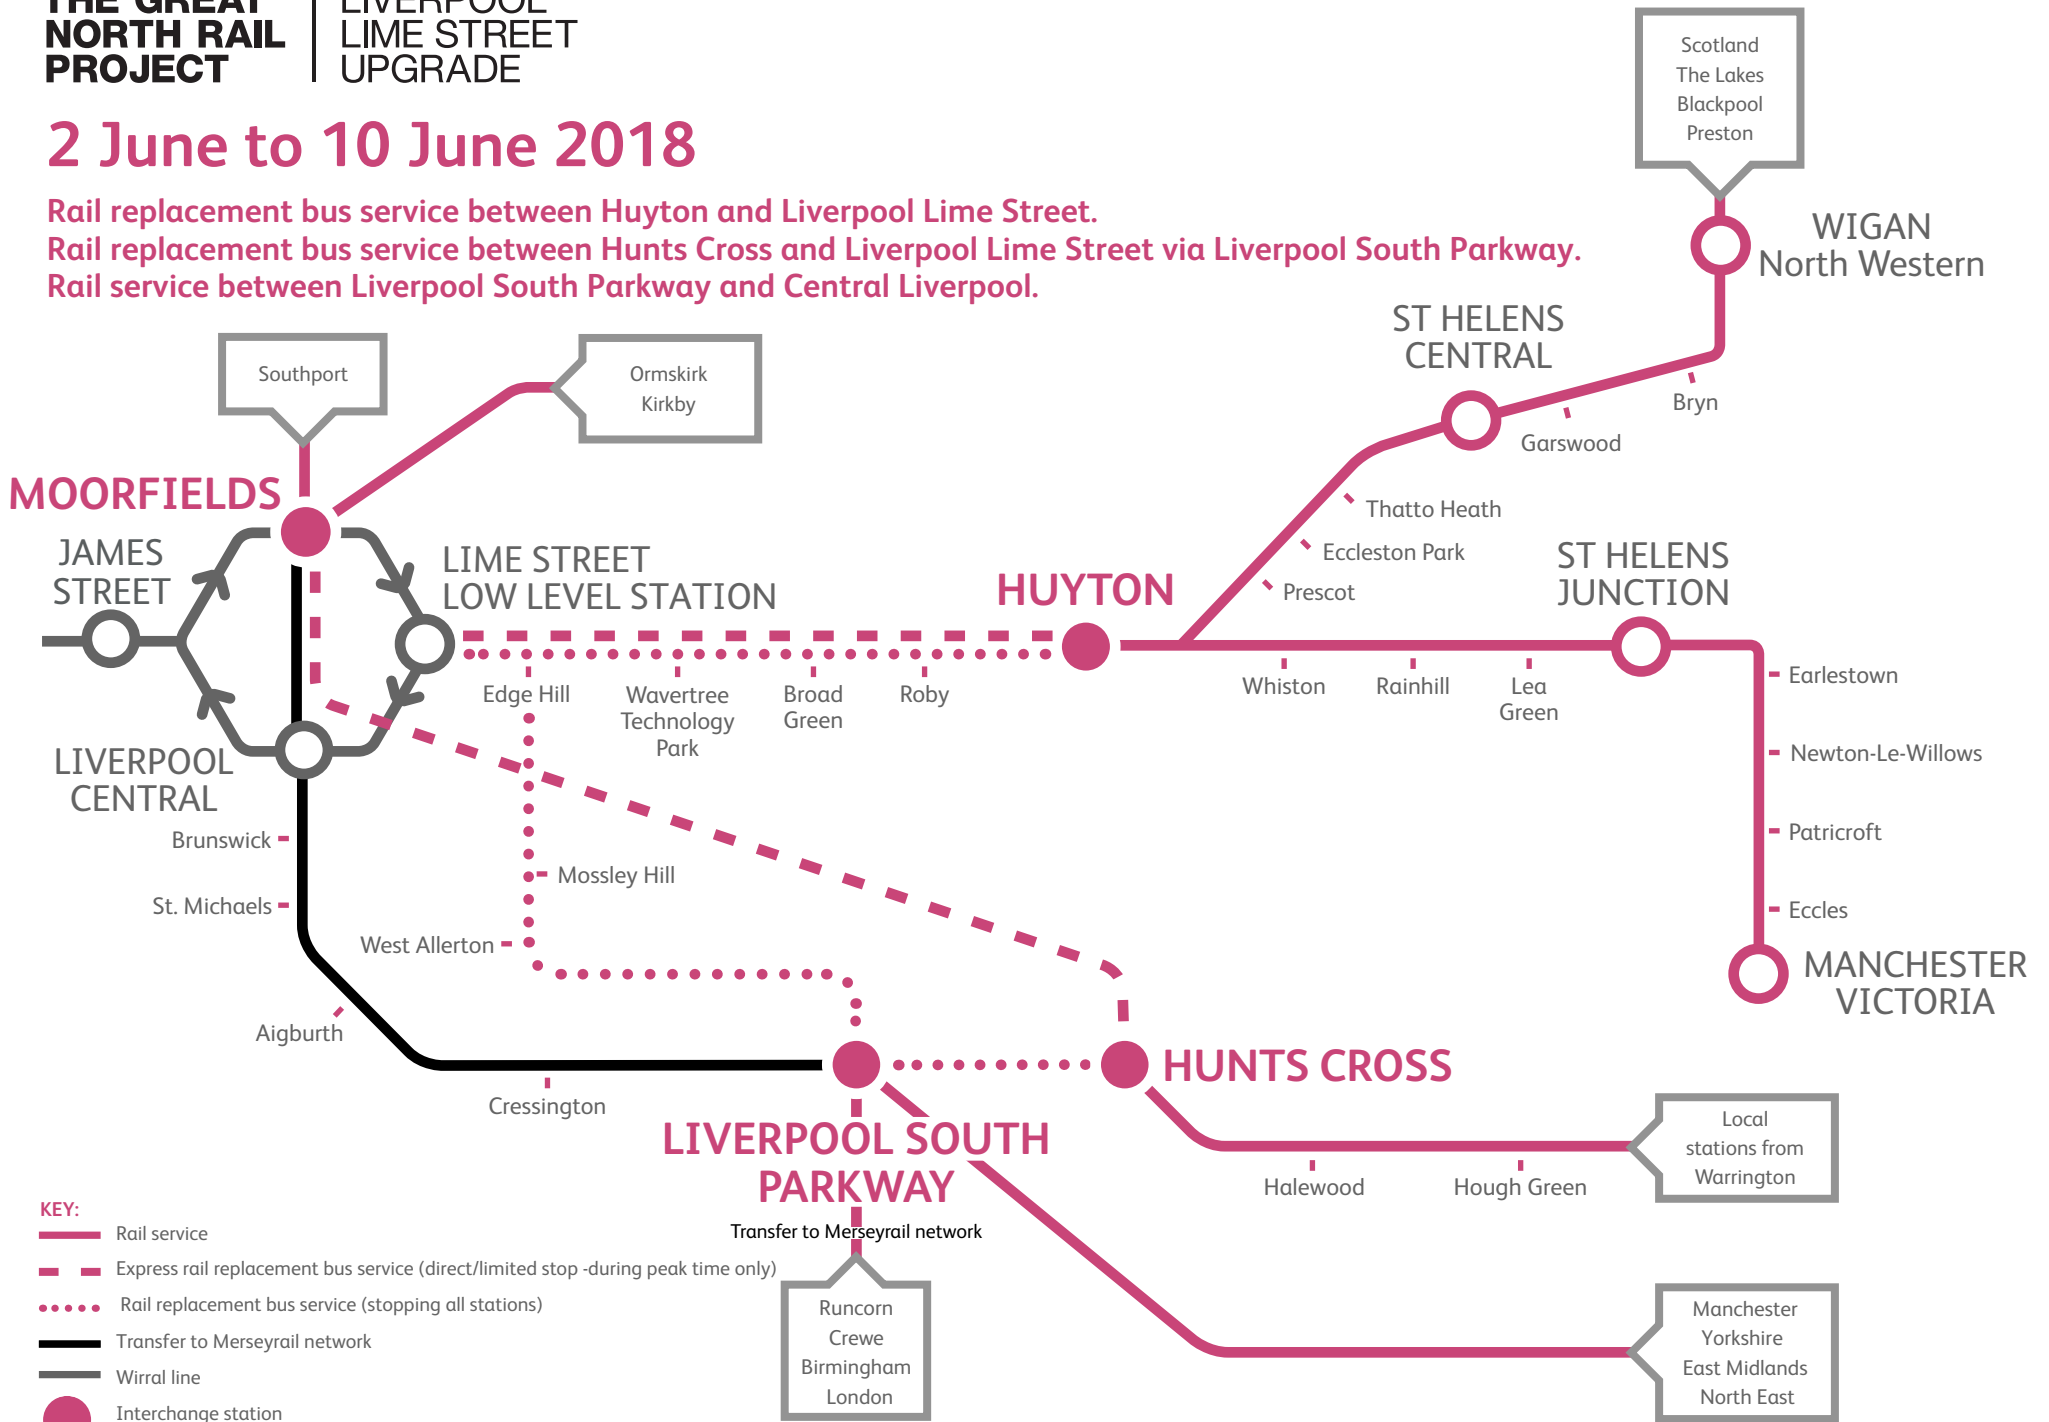 THE GREAT
NORTH RAIL
PROJECT
LIVERPOOL
LIME STREET
UPGRADE
2 June to 10 June 2018
Rail replacement bus service between Huyton and Liverpool Lime Street.
Rail replacement bus service between Hunts Cross and Liverpool Lime Street via Liverpool South Parkway.
Rail service between Liverpool South Parkway and Central Liverpool.
Scotland
The Lakes
Blackpool
Preston
WIGAN
North Western
ST HELENS
CENTRAL
Bryn
Garswood
Southport
Ormskirk
Kirkby
MOORFIELDS
JAMES
STREET
LIME STREET
LOW LEVEL STATION
HUYTON
Thatto Heath
Eccleston Park
Prescot
ST HELENS
JUNCTION
Edge Hill
Wavertree
Technology
Park
Broad
Green
Roby
Whiston
Rainhill
Lea
Green
Earlestown
Newton-Le-Willows
Patricroft
Eccles
MANCHESTER
VICTORIA
LIVERPOOL
CENTRAL
Brunswick
St. Michaels
Mossley Hill
West Allerton
Aigburth
Cressington
HUNTS CROSS
LIVERPOOL SOUTH
PARKWAY
Transfer to Merseyrail network
Halewood
Hough Green
Local
stations from
Warrington
Runcorn
Crewe
Birmingham
London
Manchester
Yorkshire
East Midlands
North East
KEY:
Rail service
Express rail replacement bus service (direct/limited stop -during peak time only)
Rail replacement bus service (stopping all stations)
Transfer to Merseyrail network
Wirral line
Interchange station